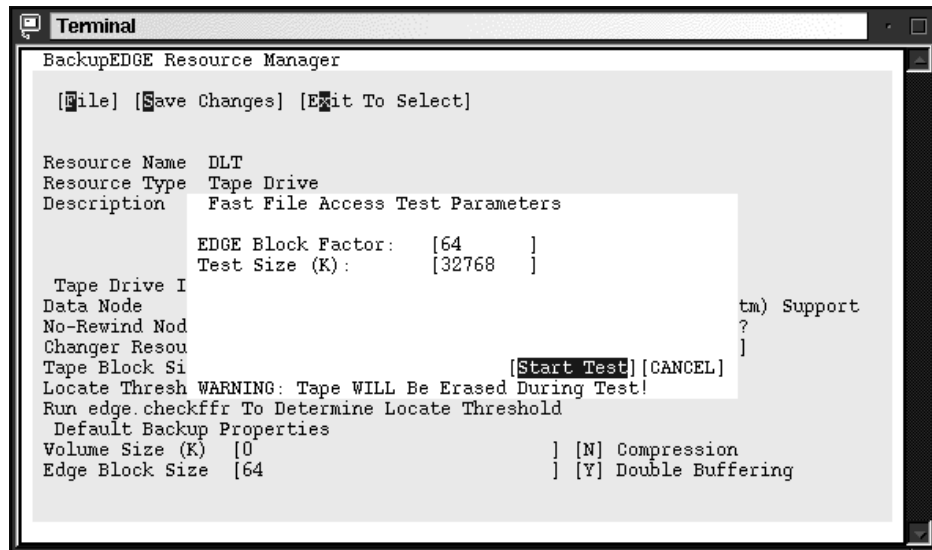 Terminal
BackupEDGE Resource Manager
[File] [Save Changes] [Exit To Select]
Resource Name DLT
Resource Type Tape Drive
Description Fast File Access Test Parameters
EDGE Block Factor: [64 ]
Test Size (K): [32768 ]
Tape Drive I
Data Node tm) Support
No-Rewind Nod ?
Changer Resou ]
Tape Block Si [Start Test][CANCEL]
Locate Thresh WARNING: Tape WILL Be Erased During Test!
Run edge.checkffr To Determine Locate Threshold
Default Backup Properties
Volume Size (K) [0 ] [N] Compression
Edge Block Size [64 ] [Y] Double Buffering